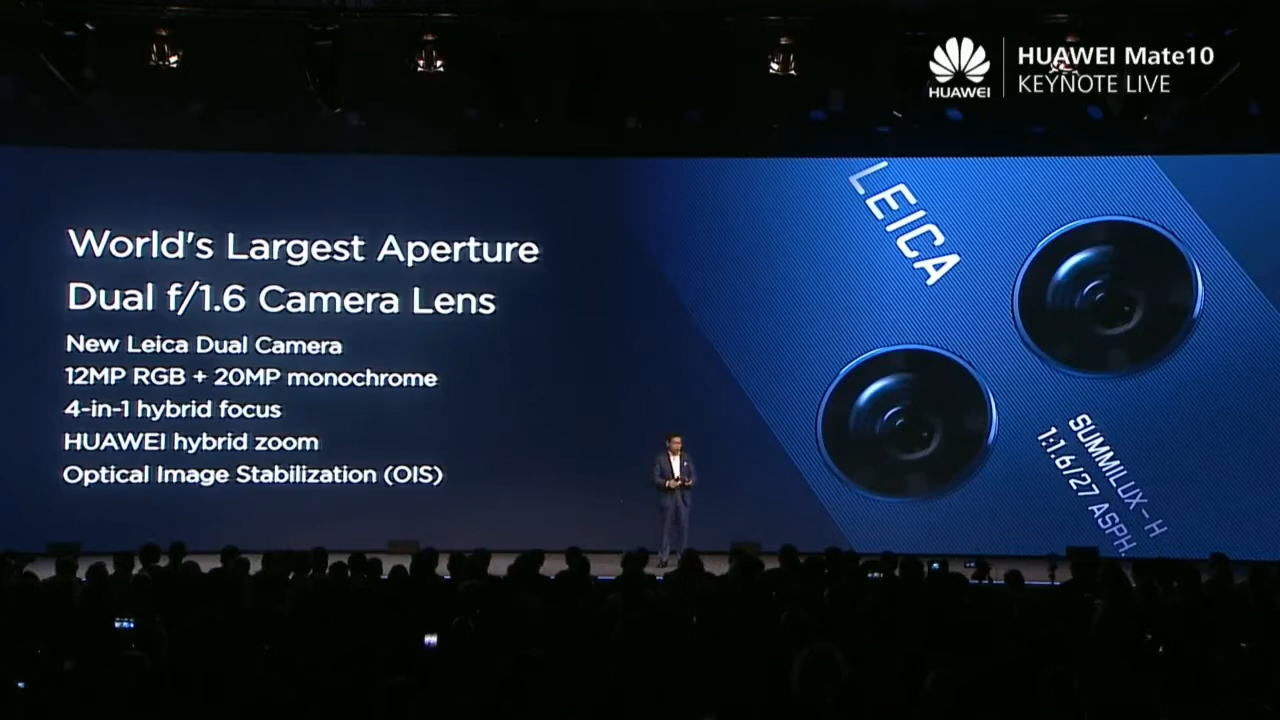 HUAWEI
HUAWEI Mate10
KEYNOTE LIVE
World's Largest Aperture
Dual f/1.6 Camera Lens
New Leica Dual Camera
12MP RGB + 20MP monochrome
4-in-1 hybrid focus
HUAWEI hybrid zoom
Optical Image Stabilization (OIS)
LEICA
SUMMILUX-H
1:1.6/27 ASPH.